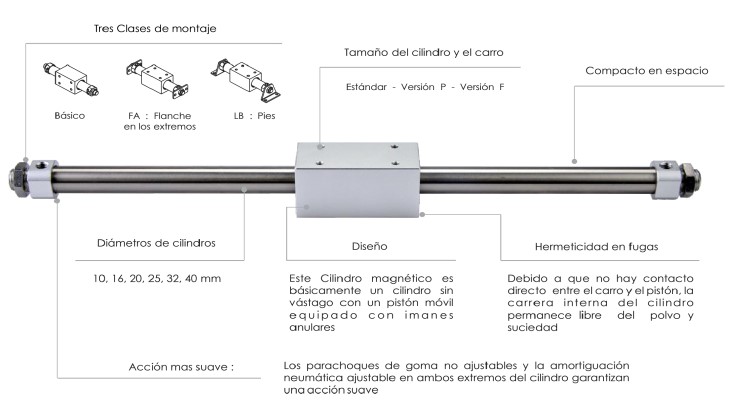 Tres Clases de montaje
Tamaño del cilindro y el carro
Compacto en espacio
Estándar - Versión P - Versión F
Básico
FA : Flanche
en los extremos
LB : Pies
Diámetros de cilindros
10, 16, 20, 25, 32, 40 mm
Diseño
Este Cilindro magnético es
básicamente un cilindro sin
vástago con un pistón móvil
equipado con imanes
anulares
Hermeticidad en fugas
Debido a que no hay contacto
directo entre el carro y el pistón, la
carrera interna del cilindro
permanece libre del polvo y
suciedad
Acción mas suave :
Los parachoques de goma no ajustables y la amortiguación
neumática ajustable en ambos extremos del cilindro garantizan
una acción suave